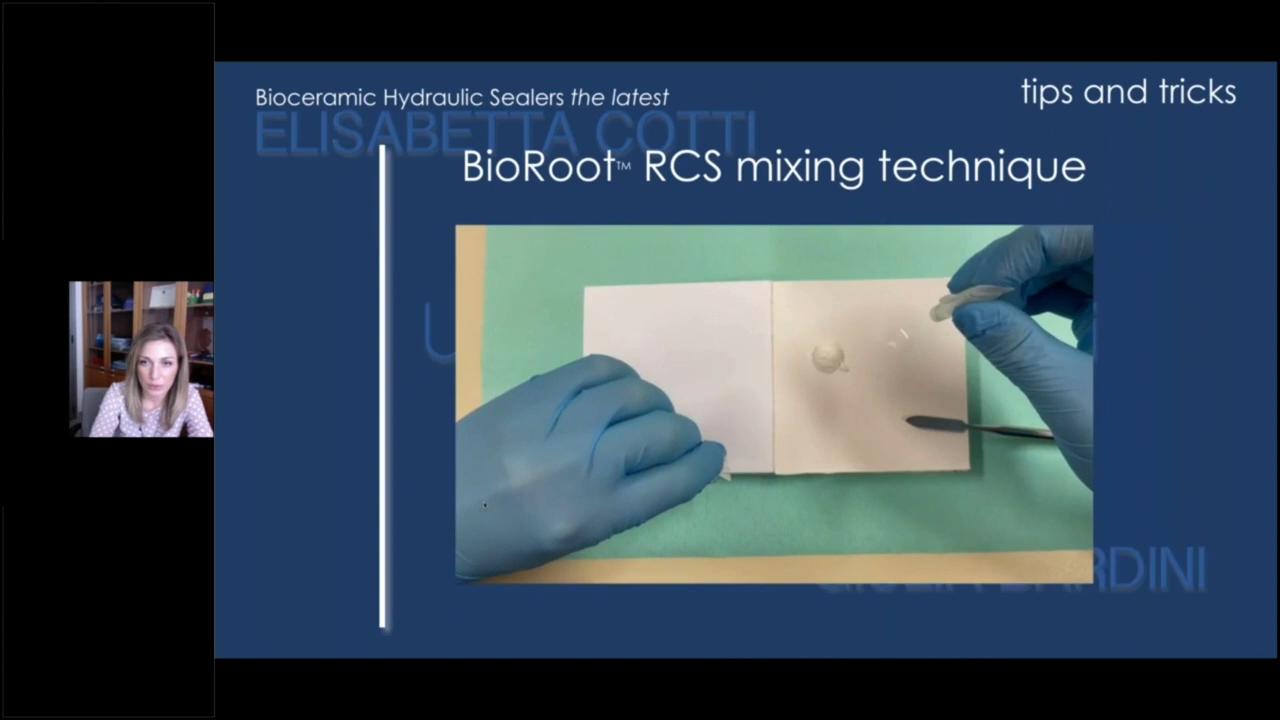 Bioceramic Hydraulic Sealers the latest
tips and tricks
ELISABETTA COTTI
BioRoot™ RCS mixing technique